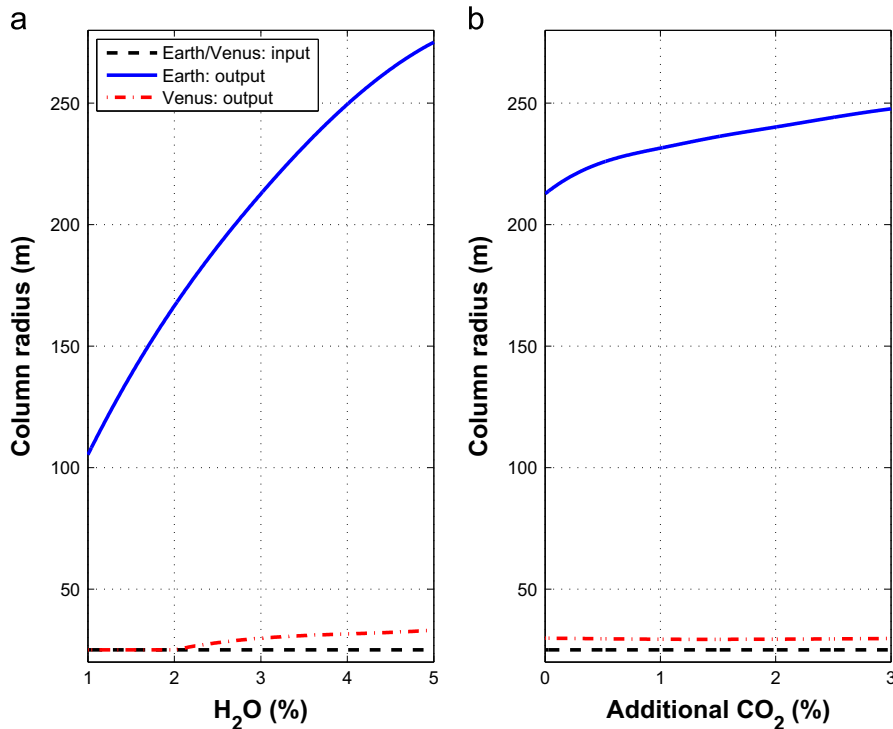 a
Earth/Venus: input
Earth: output
Venus: output
Column radius (m)
250
200
150
100
50
1 2 3 4 5
H2O (%)
b
Column radius (m)
250
200
150
100
50
0 1 2 3
Additional CO2 (%)